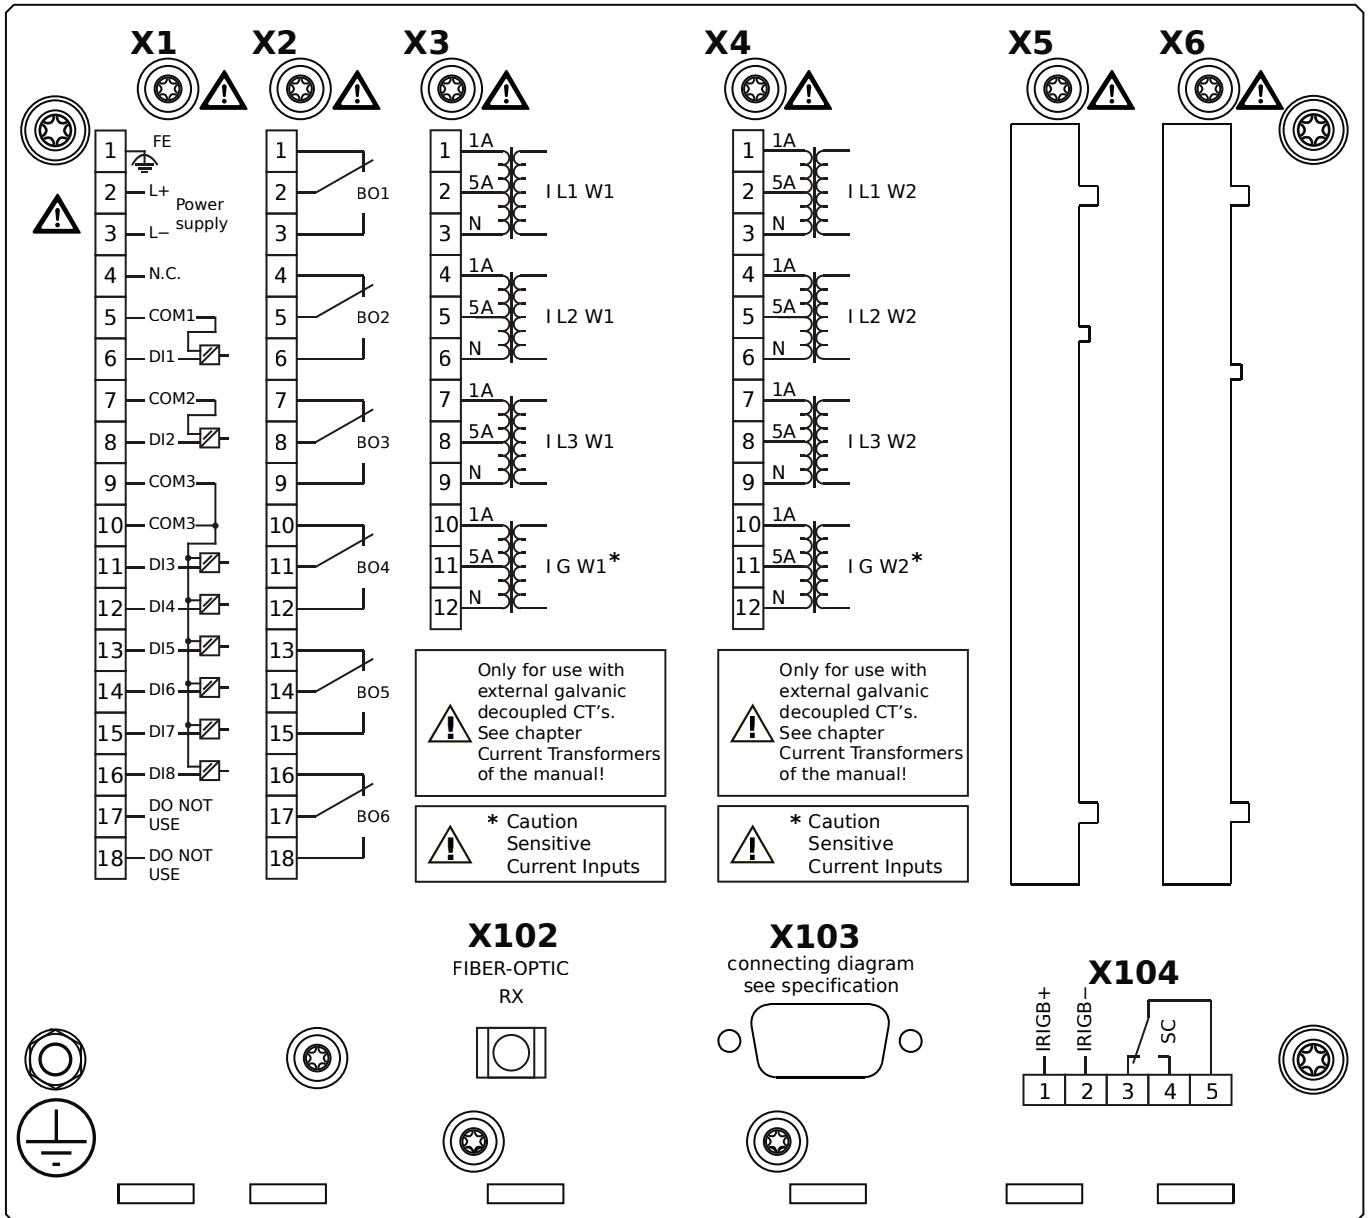 X1
X2
X3
X4
X5
X6
1 FE
2 L+
Power
supply
3 L−
4 N.C.
5 COM1
6 DI1
7 COM2
8 DI2
9 COM3
10 COM3
11 DI3
12 DI4
13 DI5
14 DI6
15 DI7
16 DI8
17 DO NOT
USE
18 DO NOT
USE
1
2 BO1
3
4
5 BO2
6
7
8 BO3
9
10
11 BO4
12
13
14 BO5
15
16
17 BO6
18
1 1A
2 5A I L1 W1
3 N
4 1A
5 5A I L2 W1
6 N
7 1A
8 5A I L3 W1
9 N
10 1A
11 5A I G W1*
12 N
Only for use with
external galvanic
decoupled CT's.
See chapter
Current Transformers
of the manual!
* Caution
Sensitive
Current Inputs
1 1A
2 5A I L1 W2
3 N
4 1A
5 5A I L2 W2
6 N
7 1A
8 5A I L3 W2
9 N
10 1A
11 5A I G W2*
12 N
Only for use with
external galvanic
decoupled CT's.
See chapter
Current Transformers
of the manual!
* Caution
Sensitive
Current Inputs
X102
FIBER-OPTIC
RX
X103
connecting diagram
see specification
X104
IRIGB+
IRIGB−
SC
1 2 3 4 5